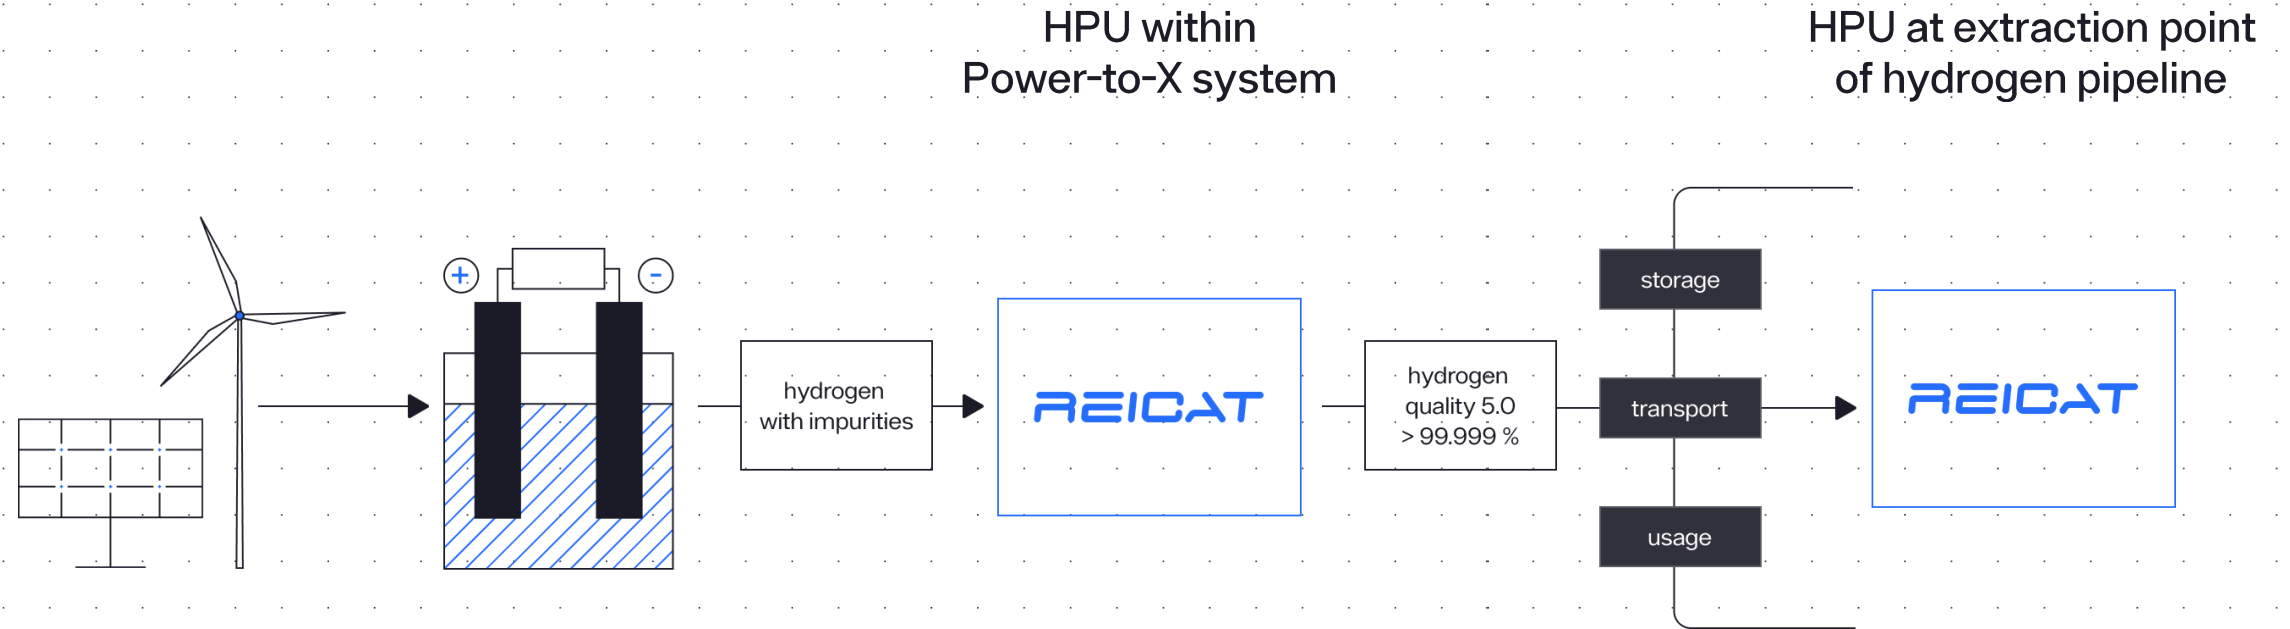 HPU within
Power-to-X system
HPU at extraction point
of hydrogen pipeline
+
-
hydrogen
with impurities
REICAT
hydrogen
quality 5.0
> 99.999 %
storage
transport
usage
REICAT